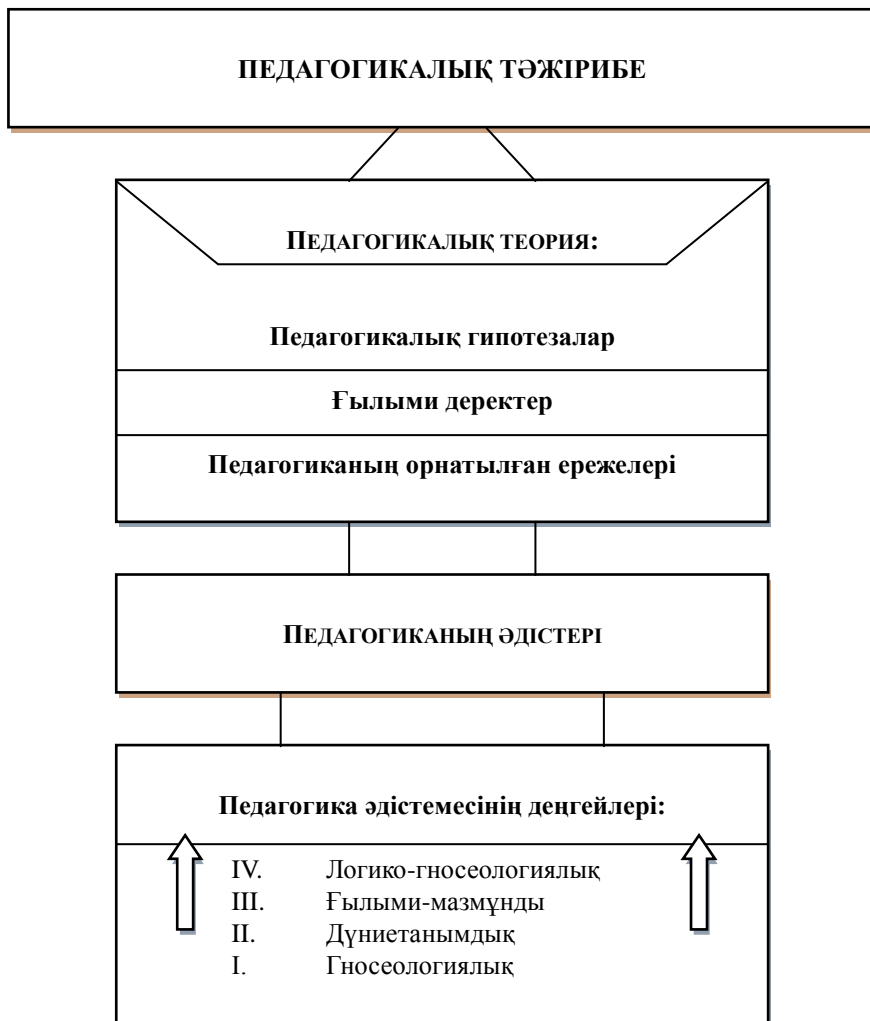 ПЕДАГОГИКАЛЫҚ ТӘЖІРИБЕ
ПЕДАГОГИКАЛЫҚ ТЕОРИЯ:
Педагогикалық гипотезалар
Ғылыми деректер
Педагогиканың орнатылған ережелері
ПЕДАГОГИКАНЫҢ ӘДІСТЕРІ
Педагогика әдістемесінің деңгейлері:
IV. Логико-гносеологиялық
III. Ғылыми-мазмұнды
II. Дүниетанымдық
I. Гносеологиялық